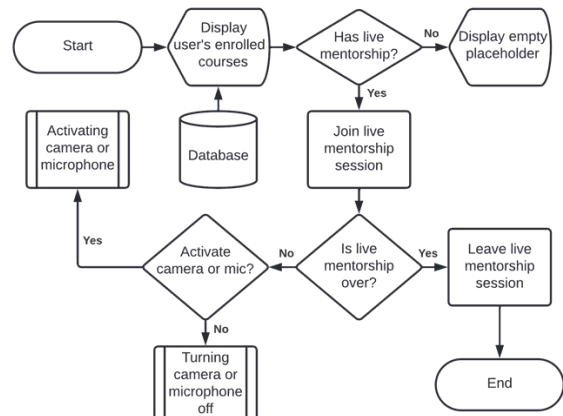 Start
Display
user's enrolled
courses
Has live
mentorship?
No
Display empty
placeholder
Yes
Activating
camera or
microphone
Database
Join live
mentorship
session
Yes
Activate
camera or mic?
No
Is live
mentorship
over?
Yes
Leave live
mentorship
session
No
Turning
camera or
microphone
off
End